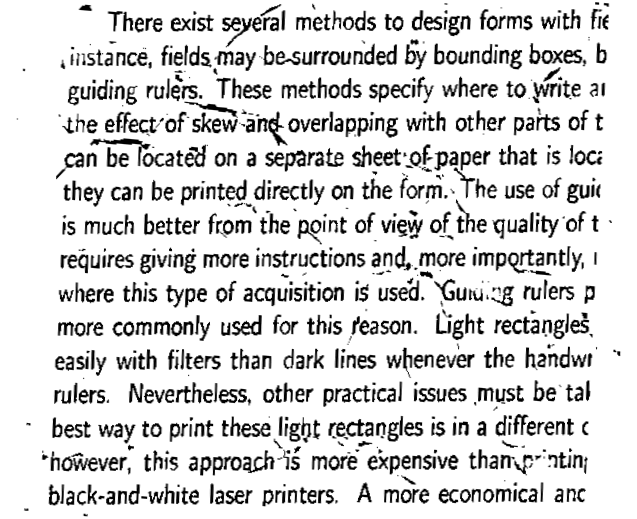 There exist several methods to design forms with fie
instance, fields may be surrounded by bounding boxes, b
guiding rulers. These methods specify where to write a
the effect of skew and overlapping with other parts of t
can be located on a separate sheet of paper that is loca
they can be printed directly on the form. The use of guid
is much better from the point of view of the quality of t
requires giving more instructions and, more importantly,
where this type of acquisition is used. Guiding rulers p
more commonly used for this reason. Light rectangles
easily with filters than dark lines whenever the handwr
rulers. Nevertheless, other practical issues must be tak
best way to print these light rectangles is in a different c
however, this approach is more expensive than printing
black-and-white laser printers. A more economical and